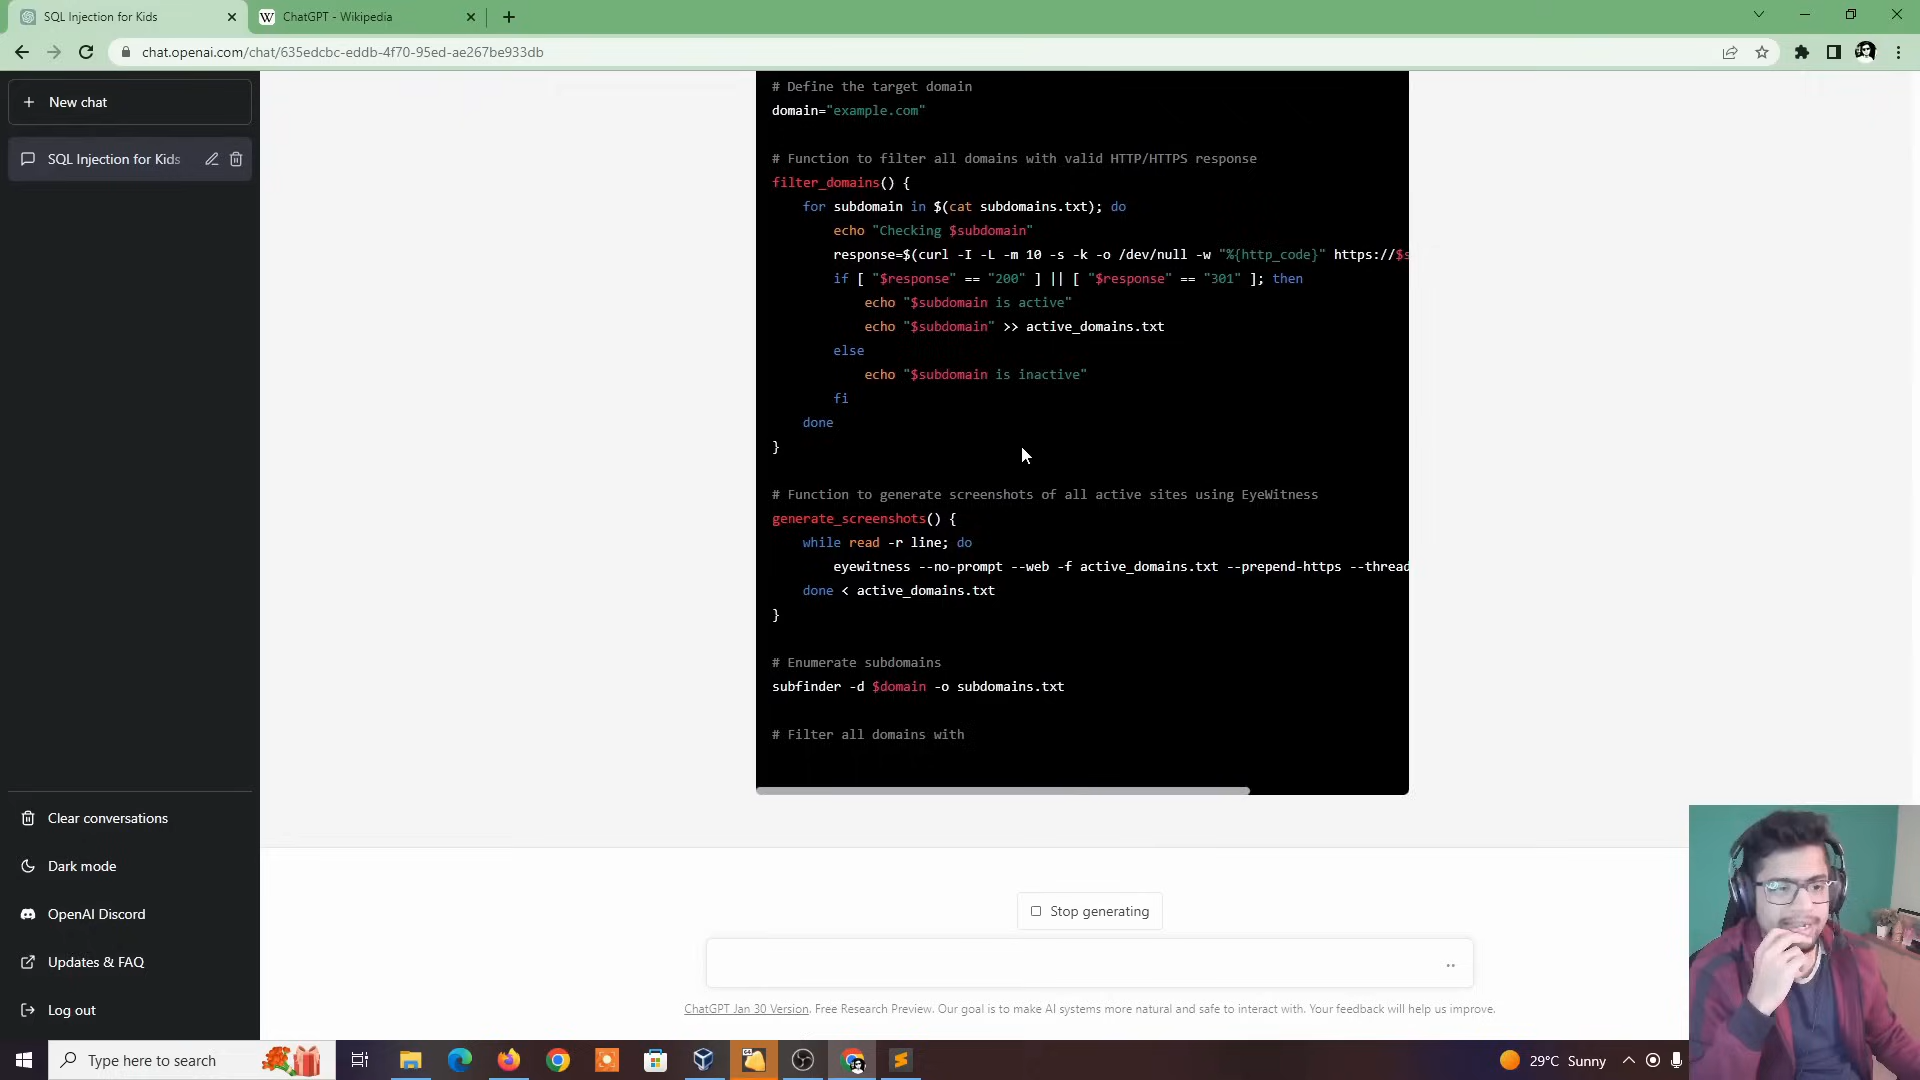 SQL Injection for Kids
ChatGPT - Wikipedia
chat.openai.com/chat/635edcbc-eddb-4f70-95ed-ae267be933db
New chat
SQL Injection for Kids
# Define the target domain
domain="example.com"
# Function to filter all domains with valid HTTP/HTTPS response
filter_domains() {
for subdomain in $(cat subdomains.txt); do
echo "Checking $subdomain"
response=$(curl -I -L -m 10 -s -k -o /dev/null -w "%{http_code}" https://$s
if [ "$response" == "200" ] || [ "$response" == "301" ]; then
echo "$subdomain is active"
echo "$subdomain" >> active_domains.txt
else
echo "$subdomain is inactive"
fi
done
}
# Function to generate screenshots of all active sites using EyeWitness
generate_screenshots() {
while read -r line; do
eyewitness --no-prompt --web -f active_domains.txt --prepend-https --thread
done < active_domains.txt
}
# Enumerate subdomains
subfinder -d $domain -o subdomains.txt
# Filter all domains with
Clear conversations
Dark mode
OpenAI Discord
Updates & FAQ
Log out
Stop generating
ChatGPT Jan 30 Version. Free Research Preview. Our goal is to make AI systems more natural and safe to interact with. Your feedback will help us improve.
Type here to search
29°C Sunny